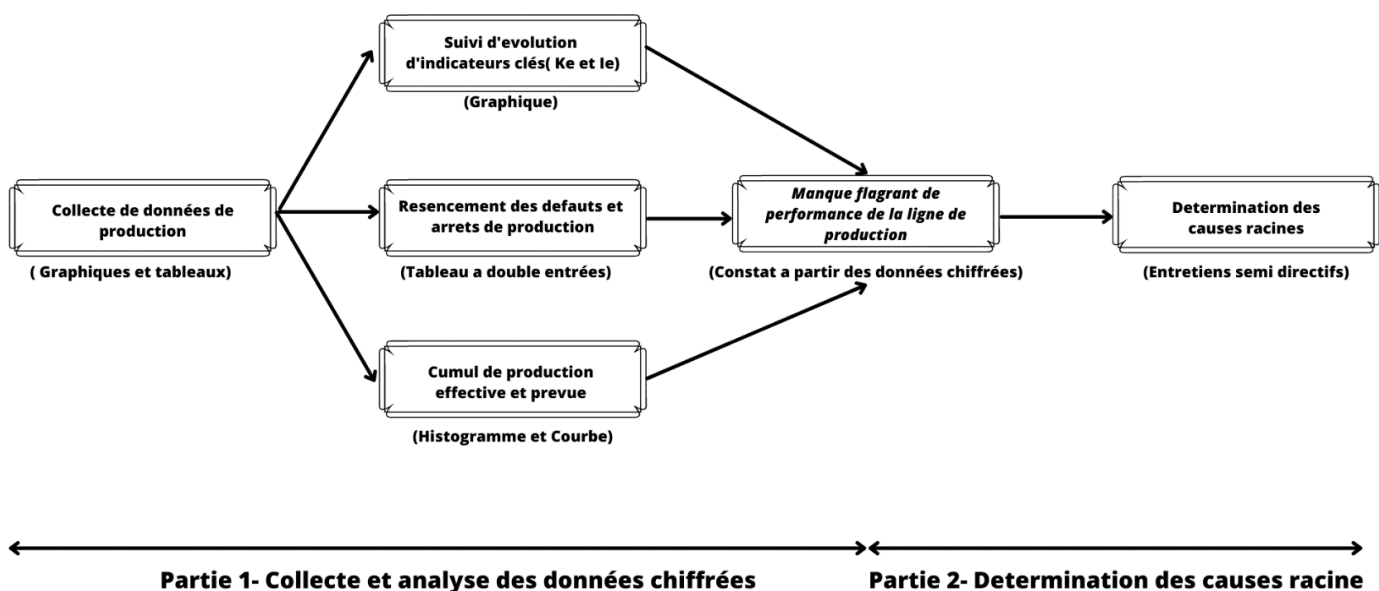 Suivi d'evolution
d'indicateurs clés( Ke et Ie)
(Graphique)
Collecte de données de
production
( Graphiques et tableaux)
Resencement des defauts et
arrets de production
(Tableau a double entrées)
Manque flagrant de
performance de la ligne de
production
(Constat a partir des données chiffrées)
Determination des
causes racines
(Entretiens semi directifs)
Cumul de production
effective et prevue
(Histogramme et Courbe)
Partie 1- Collecte et analyse des données chiffrées
Partie 2- Determination des causes racine